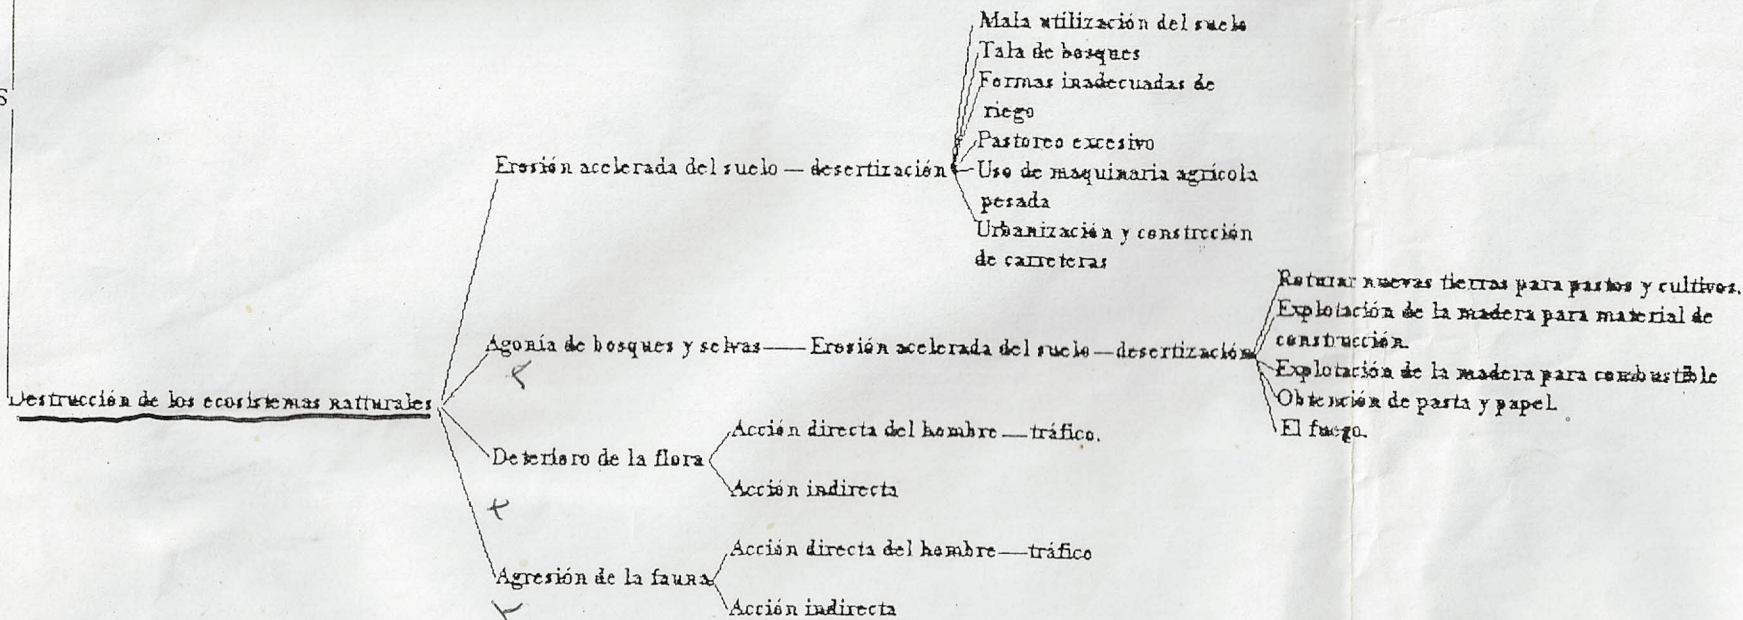 S
Mala utilización del suelo
Tala de bosques
Formas inadecuadas de
riego
Pastoreo excesivo
Erosión acelerada del suelo — desertización
Uso de maquinaria agrícola
pesada
Urbanización y constrcción
de carreteras
Roturar nuevas tierras para pastos y cultivos.
Explotación de la madera para material de
construcción.
Agonía de bosques y selvas — Erosión acelerada del suelo — desertización
Explotación de la madera para combustible
Obtención de pasta y papel.
El fuego.
Destrucción de los ecosistemas natturales
Acción directa del hombre — tráfico.
Deterioro de la flora
Acción indirecta
Acción directa del hombre — tráfico
Agresión de la fauna
Acción indirecta